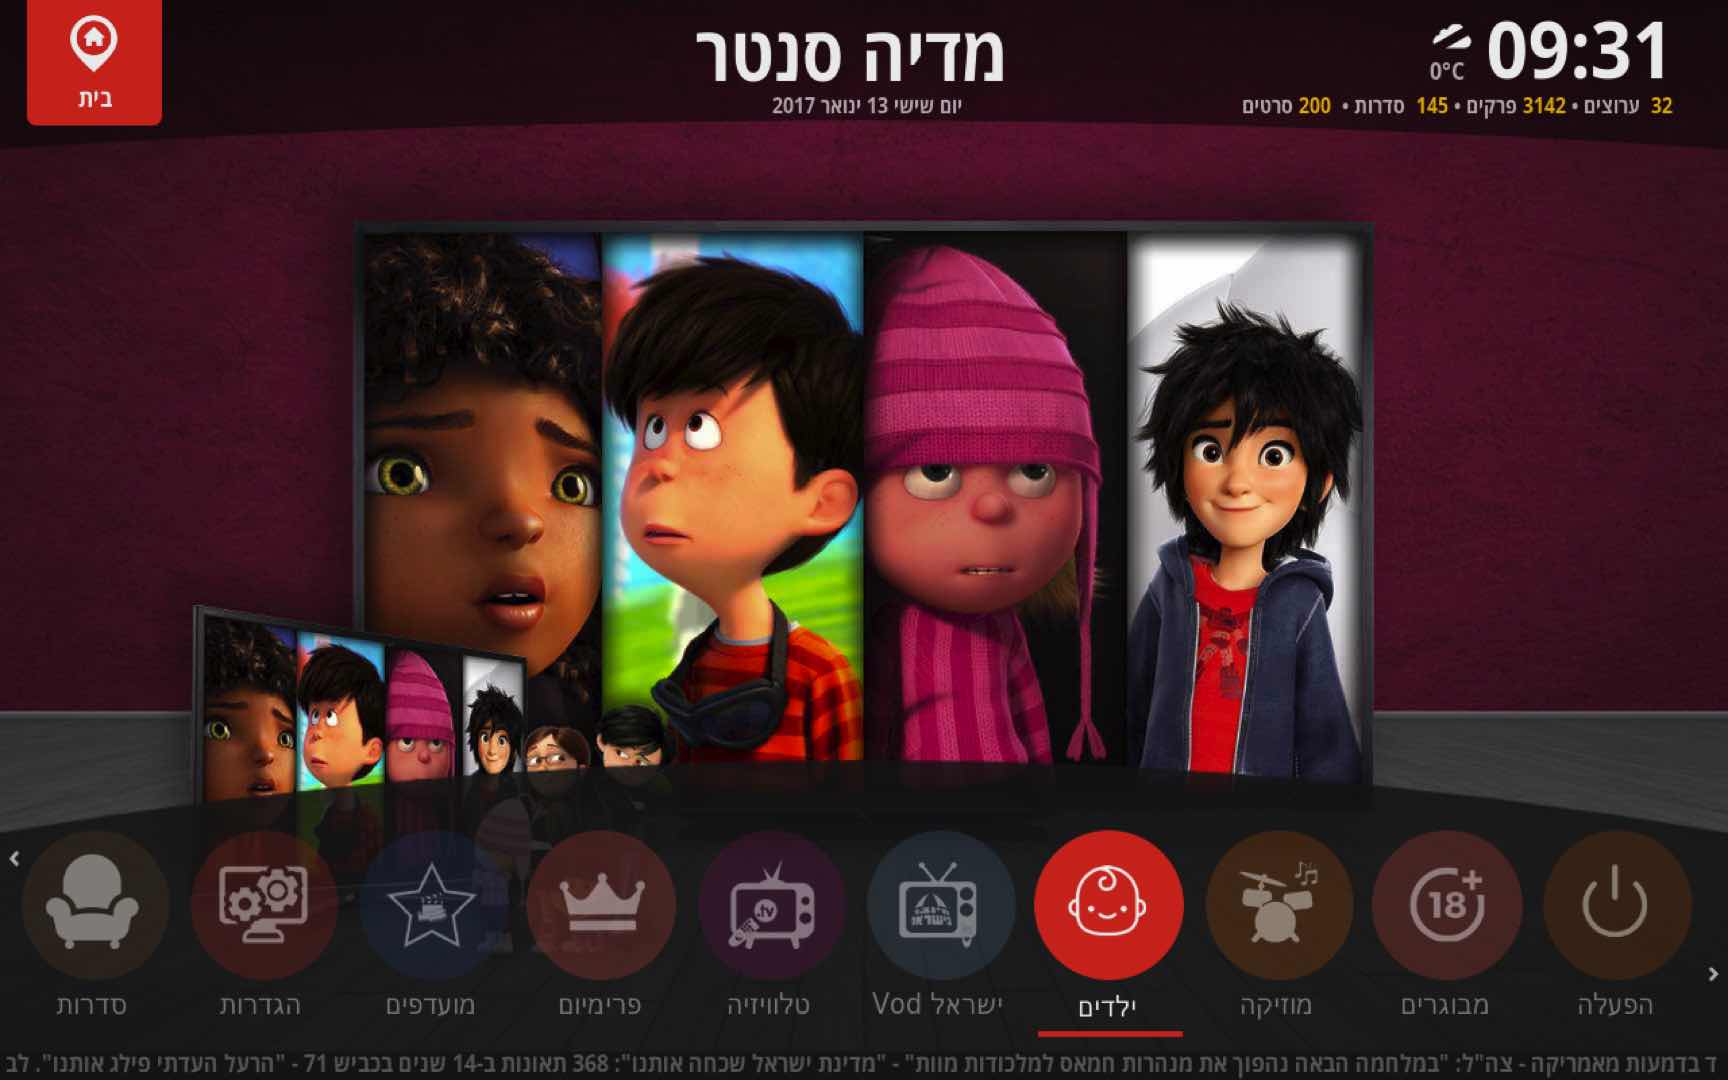 09:31
0°C
32 ערוצים • 3142 פרקים • 145 סדרות • 200 סרטים
מדיה סנטר
יום שישי 13 ינואר 2017
בית
.tv
18+
הפעלה
מבוגרים
מוזיקה
ילדים
ישראל Vod
טלוויזיה
פרימיום
מועדפים
הגדרות
סדרות
ד בדמעות מאמריקה - צה"ל: "במלחמה הבאה נהפוך את מנהרות חמאס למלכודות מוות" - "מדינת ישראל שכחה אותנו": 368 תאונות ב-14 שנים בכביש 71 - "הרעל העדתי פילג אותנו". לב